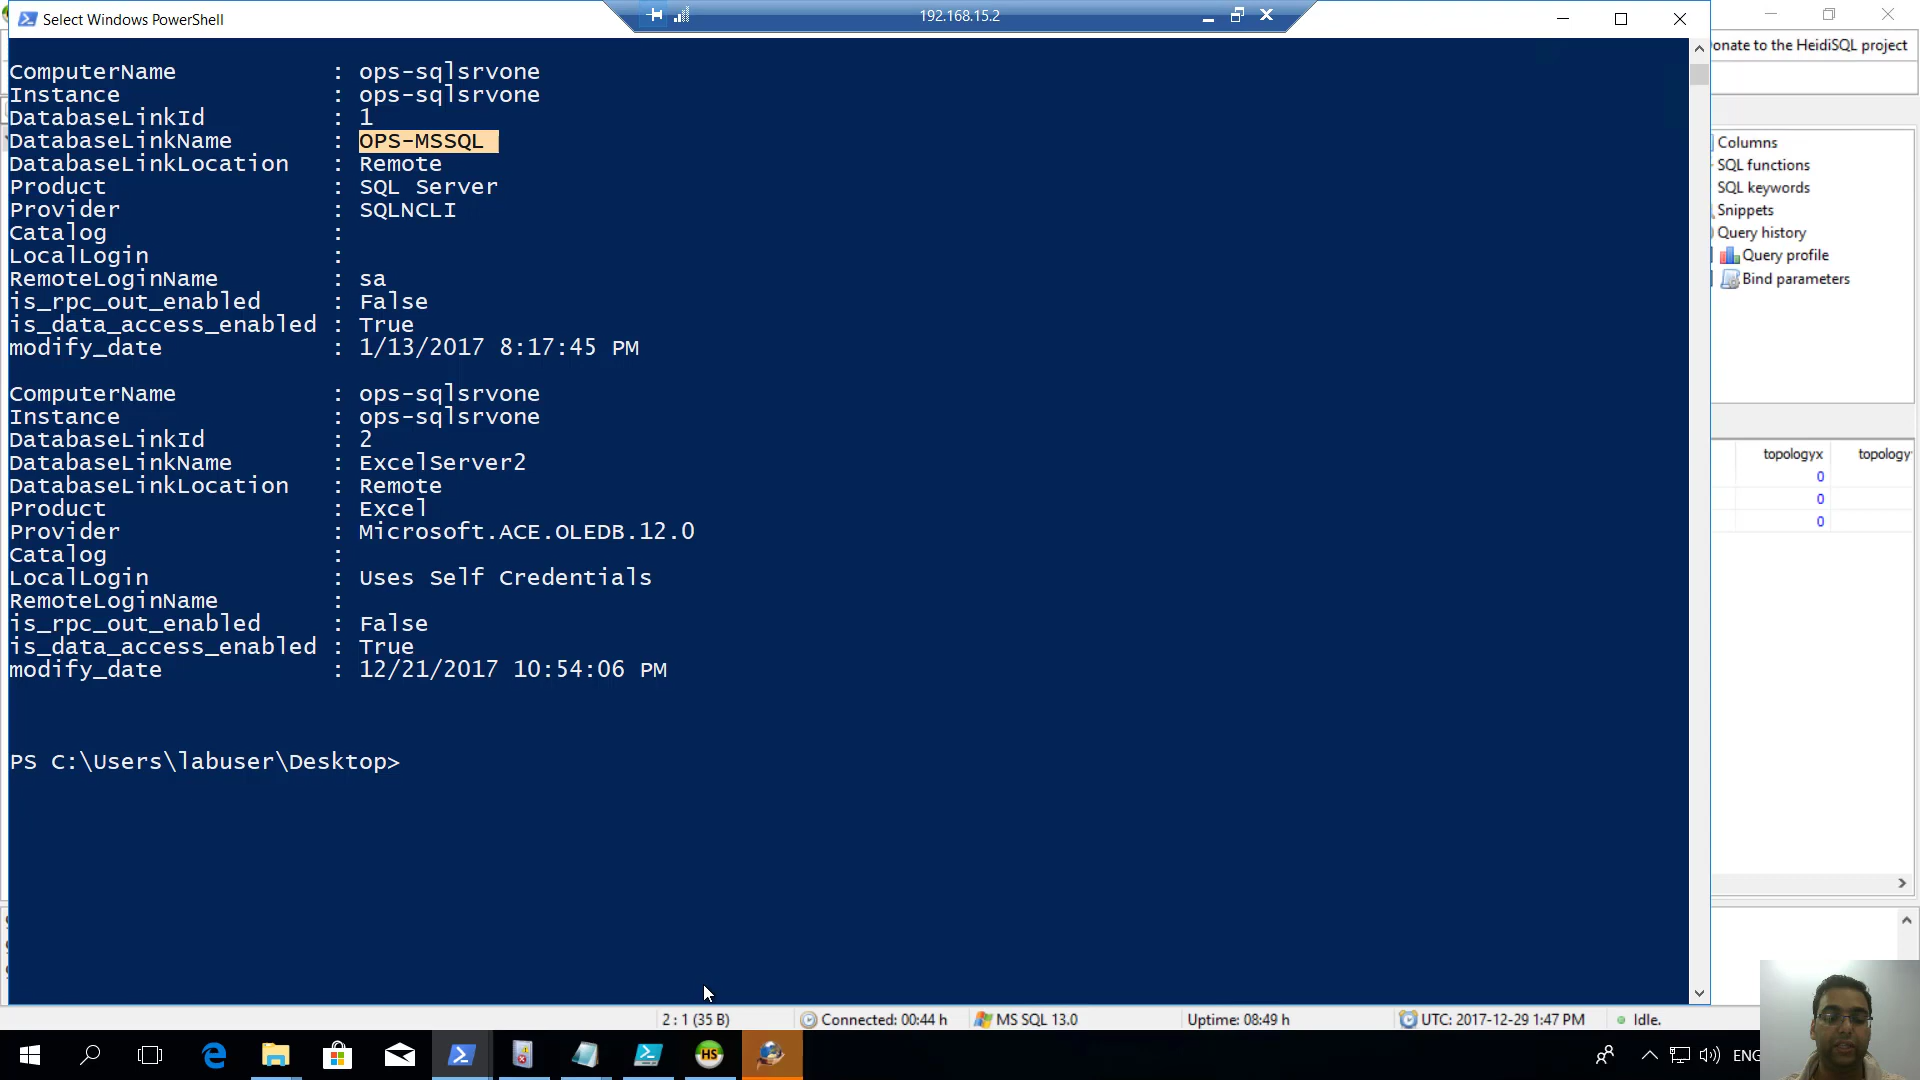 Select Windows PowerShell
192.168.15.2
Donate to the HeidiSQL project
ComputerName : ops-sqlsrvone
Instance : ops-sqlsrvone
DatabaseLinkId : 1
DatabaseLinkName : OPS-MSSQL
DatabaseLinkLocation : Remote
Product : SQL Server
Provider : SQLNCLI
Catalog :
LocalLogin :
RemoteLoginName : sa
is_rpc_out_enabled : False
is_data_access_enabled : True
modify_date : 1/13/2017 8:17:45 PM
ComputerName : ops-sqlsrvone
Instance : ops-sqlsrvone
DatabaseLinkId : 2
DatabaseLinkName : ExcelServer2
DatabaseLinkLocation : Remote
Product : Excel
Provider : Microsoft.ACE.OLEDB.12.0
Catalog :
LocalLogin : Uses Self Credentials
RemoteLoginName :
is_rpc_out_enabled : False
is_data_access_enabled : True
modify_date : 12/21/2017 10:54:06 PM
PS C:\Users\labuser\Desktop>
Columns
SQL functions
SQL keywords
Snippets
Query history
Query profile
Bind parameters
topologyx topology
0
0
0
2 : 1 (35 B) Connected: 00:44 h MS SQL 13.0 Uptime: 08:49 h UTC: 2017-12-29 1:47 PM Idle.
HS
ENG